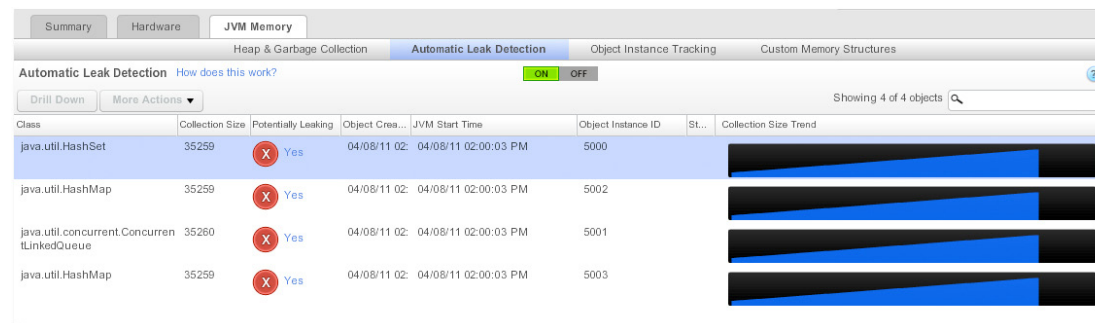 Summary Hardware JVM Memory
Heap & Garbage Collection Automatic Leak Detection Object Instance Tracking Custom Memory Structures
Automatic Leak Detection How does this work? ON OFF ?
Drill Down More Actions Showing 4 of 4 objects
Class Collection Size Potentially Leaking Object Crea... JVM Start Time Object Instance ID St... Collection Size Trend
java.util.HashSet 35259 X Yes 04/08/11 02: 04/08/11 02:00:03 PM 5000
java.util.HashMap 35259 X Yes 04/08/11 02: 04/08/11 02:00:03 PM 5002
java.util.concurrent.Concurren 35260 X Yes 04/08/11 02: 04/08/11 02:00:03 PM 5001
tLinkedQueue
java.util.HashMap 35259 X Yes 04/08/11 02: 04/08/11 02:00:03 PM 5003